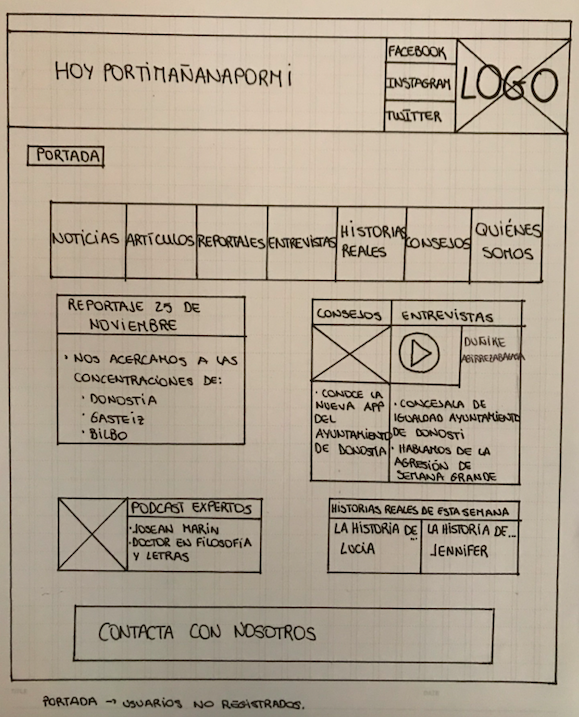 HOY PORTIMAÑANAPORMI
FACEBOOK
INSTAGRAM
TWITTER
LOGO
PORTADA
NOTICIAS
ARTÍCULOS
REPORTAJES
ENTREVISTAS
HISTORIAS
REALES
CONSEJOS
QUIÉNES
SOMOS
REPORTAJE 25 DE
NOVIEMBRE
· NOS ACERCAMOS A LAS
CONCENTRACIONES DE:
· DONOSTIA
· GASTEIZ
· BILBO
CONSEJOS
· CONOCE LA
NUEVA APP
DEL
AYUNTAMIENTO
DE DONOSTIA
ENTREVISTAS
DUÑIKE
AGIRREZABALAGA
· CONCEJALA DE
IGUALDAD AYUNTAMIENTO
DE DONOSTI
· HABLAMOS DE LA
AGRESIÓN DE
SEMANA GRANDE
PODCAST EXPERTOS
· JOSEAN MARIN
· DOCTOR EN FILOSOFÍA
Y LETRAS
HISTORIAS REALES DE ESTA SEMANA
LA HISTORIA DE...
LUCÍA
LA HISTORIA DE...
JENNIFER
CONTACTA CON NOSOTROS
PORTADA → USUARIOS NO REGISTRADOS.